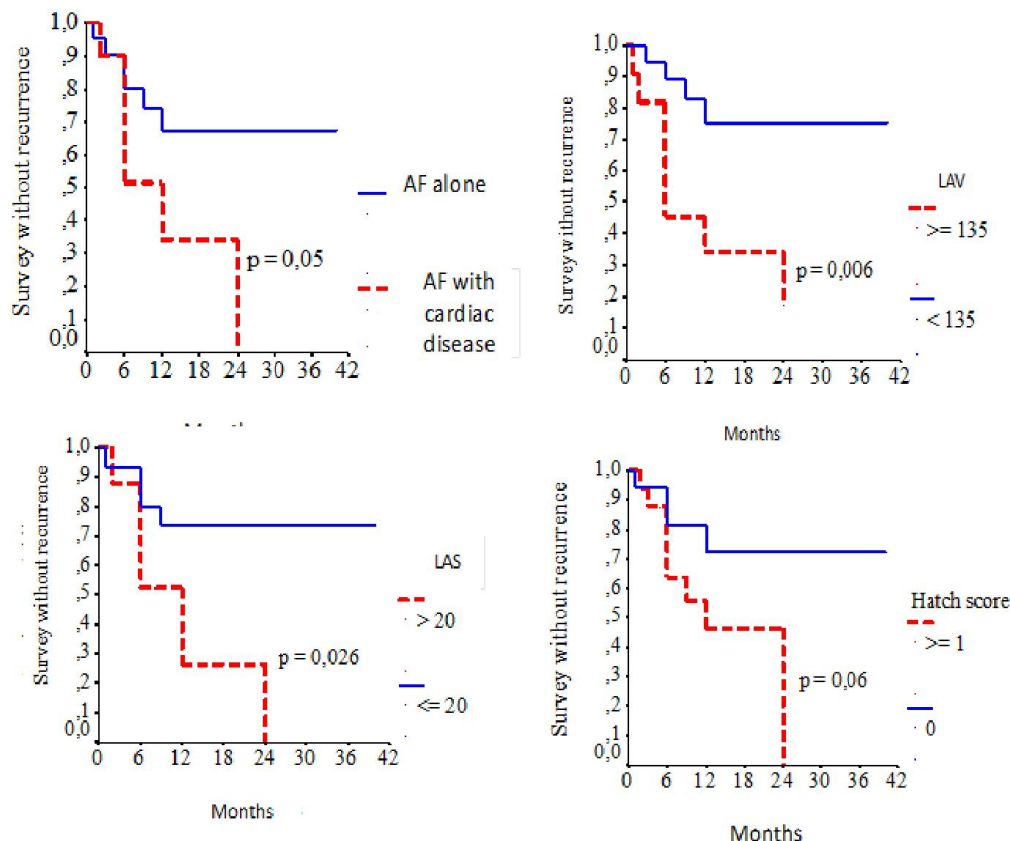 Survey without recurrence
1,0
,9
,8
,7
,6
,5
,4
,3
,2
,1
0,0
0 6 12 18 24 30 36 42
p = 0,05
AF alone
AF with
cardiac
disease
Survey without recurrence
1,0
,9
,8
,7
,6
,5
,4
,3
,2
,1
0,0
0 6 12 18 24 30 36 42
Months
p = 0,006
LAV
>= 135
< 135
Survey without recurrence
1,0
,9
,8
,7
,6
,5
,4
,3
,2
,1
0,0
0 6 12 18 24 30 36 42
Months
p = 0,026
LAS
> 20
<= 20
Survey without recurrence
1,0
,9
,8
,7
,6
,5
,4
,3
,2
,1
0,0
0 6 12 18 24 30 36 42
Months
p = 0,06
Hatch score
>= 1
0